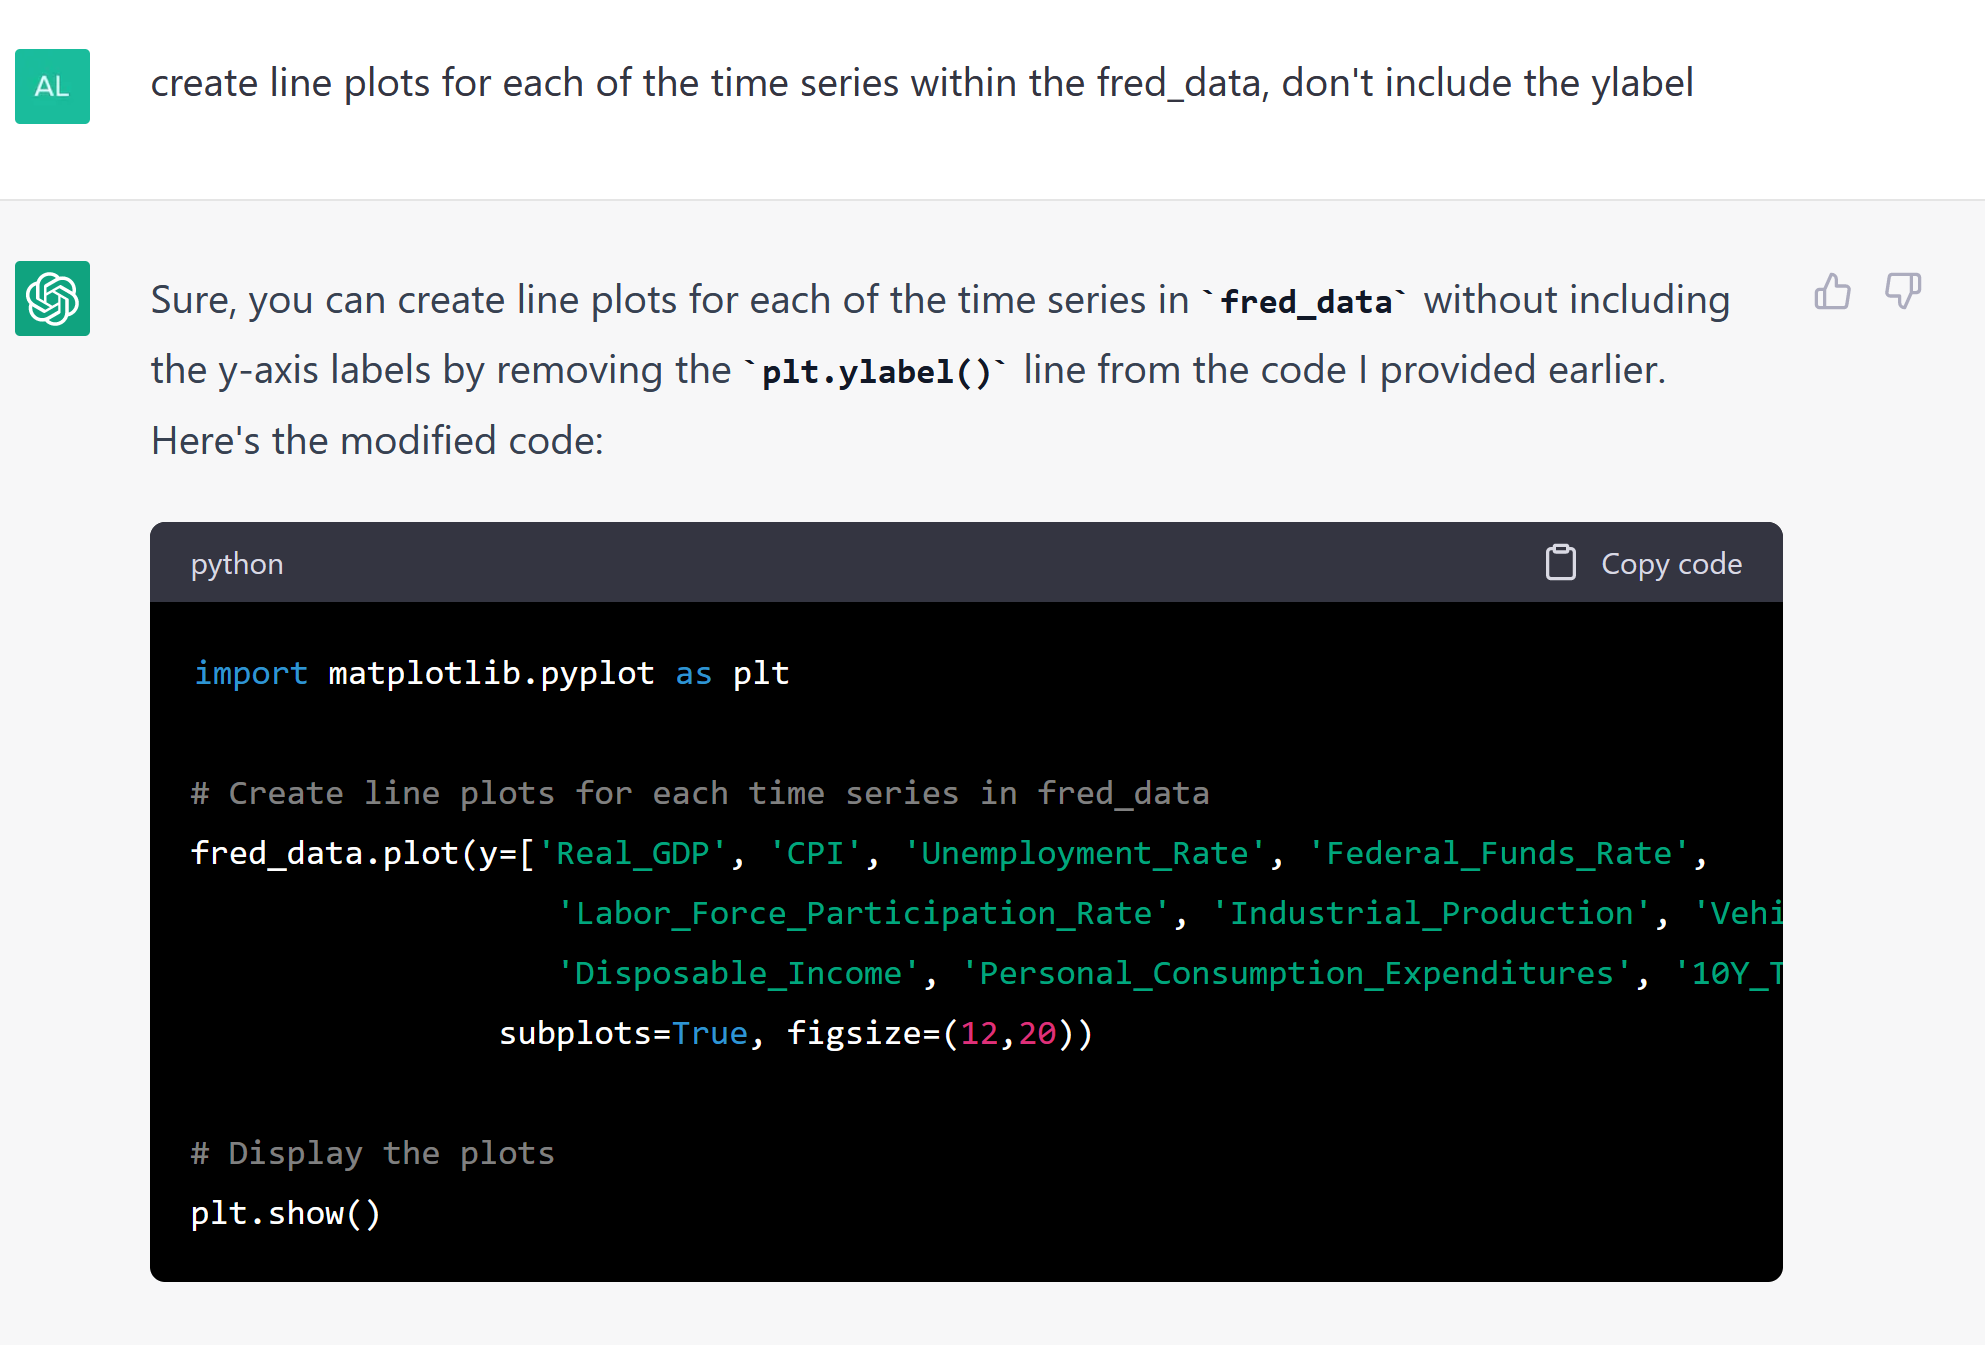 AL
create line plots for each of the time series within the fred_data, don't include the ylabel
Sure, you can create line plots for each of the time series in `fred_data` without including
the y-axis labels by removing the `plt.ylabel()` line from the code I provided earlier.
Here's the modified code:
python
Copy code
import matplotlib.pyplot as plt
# Create line plots for each time series in fred_data
fred_data.plot(y=['Real_GDP', 'CPI', 'Unemployment_Rate', 'Federal_Funds_Rate',
'Labor_Force_Participation_Rate', 'Industrial_Production', 'Vehi
'Disposable_Income', 'Personal_Consumption_Expenditures', '10Y_T
subplots=True, figsize=(12,20))
# Display the plots
plt.show()